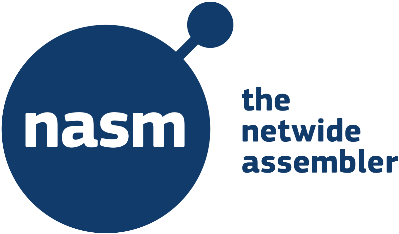 nasm
the
netwide
assembler